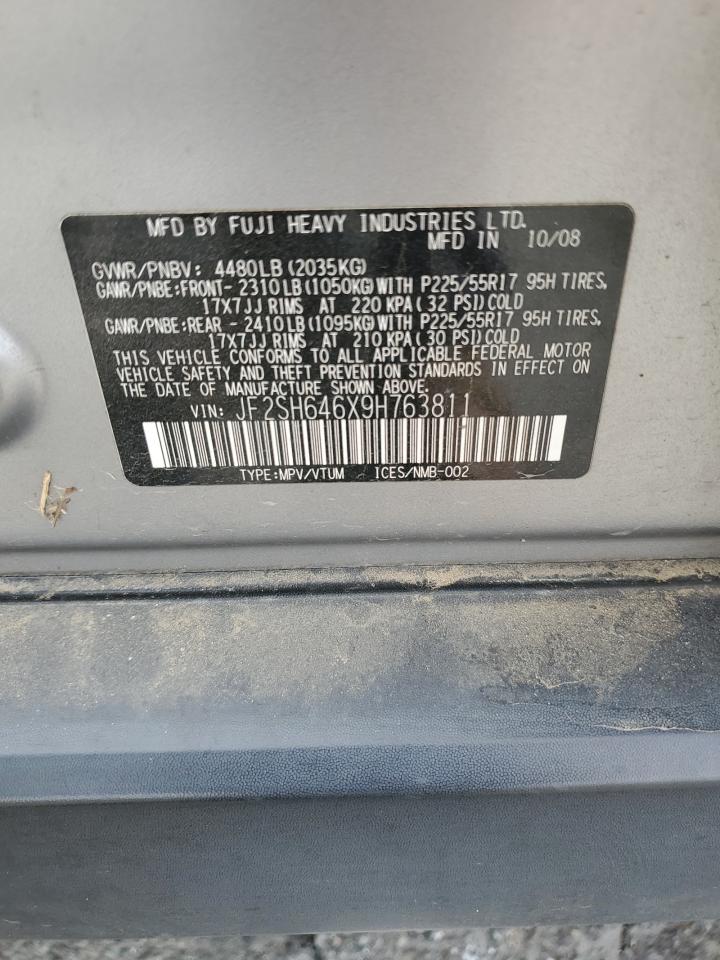 MFD BY FUJI HEAVY INDUSTRIES LTD.
MFD IN 10/08
GVWR/PNBV: 4480LB (2035KG)
GAWR/PNBE:FRONT- 2310LB (1050KG) WITH P225/55R17 95H TIRES,
17X7JJ RIMS AT 220 KPA (32 PSI) COLD
GAWR/PNBE:REAR - 2410LB (1095KG) WITH P225/55R17 95H TIRES,
17X7JJ RIMS AT 210 KPA (30 PSI) COLD
THIS VEHICLE CONFORMS TO ALL APPLICABLE FEDERAL MOTOR
VEHICLE SAFETY AND THEFT PREVENTION STANDARDS IN EFFECT ON
THE DATE OF MANUFACTURE SHOWN ABOVE.
VIN: JF2SH646X9H763811
TYPE:MPV/VTUM ICES/NMB-002